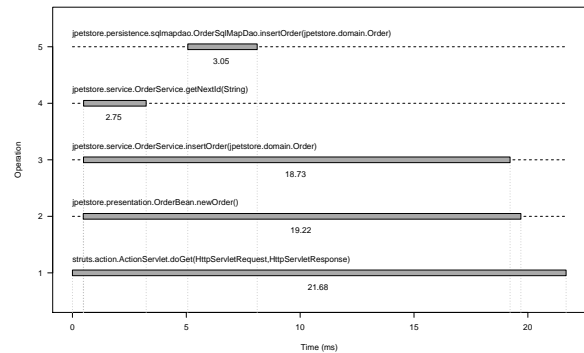 jpetstore.persistence.sqlmapdao.OrderSqlMapDao.insertOrder(jpetstore.domain.Order)
5
3.05
jpetstore.service.OrderService.getNextId(String)
4
2.75
jpetstore.service.OrderService.insertOrder(jpetstore.domain.Order)
3
18.73
Operation
jpetstore.presentation.OrderBean.newOrder()
2
19.22
struts.action.ActionServlet.doGet(HttpServletRequest,HttpServletResponse)
1
21.68
0 5 10 15 20
Time (ms)